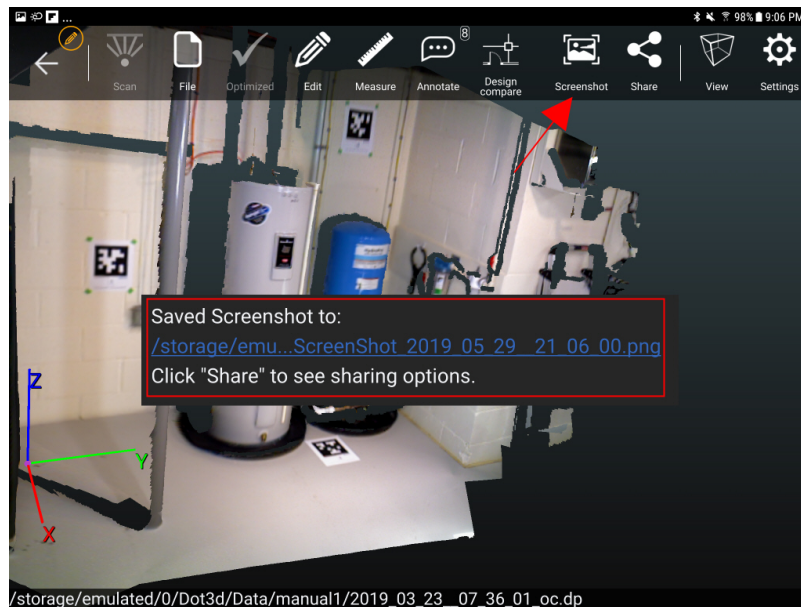 ...
98% 9:06 PM
8
Scan
File
Optimized
Edit
Measure
Annotate
Design
compare
Screenshot
Share
View
Settings
Saved Screenshot to:
/storage/emu...ScreenShot_2019_05_29__21_06_00.png
Click "Share" to see sharing options.
Z
Y
X
/storage/emulated/0/Dot3d/Data/manual1/2019_03_23__07_36_01_oc.dp